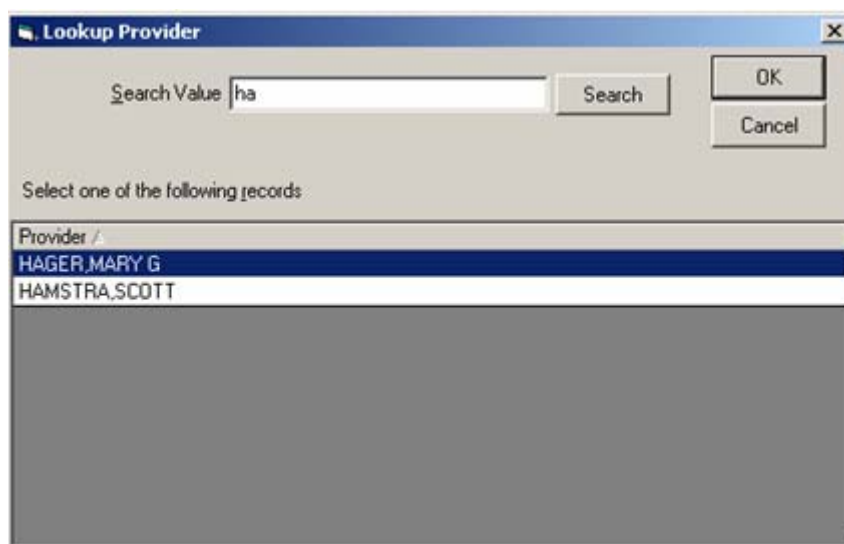 Lookup Provider
Search Value ha Search OK
Cancel
Select one of the following records
Provider
HAGER,MARY G
HAMSTRA,SCOTT